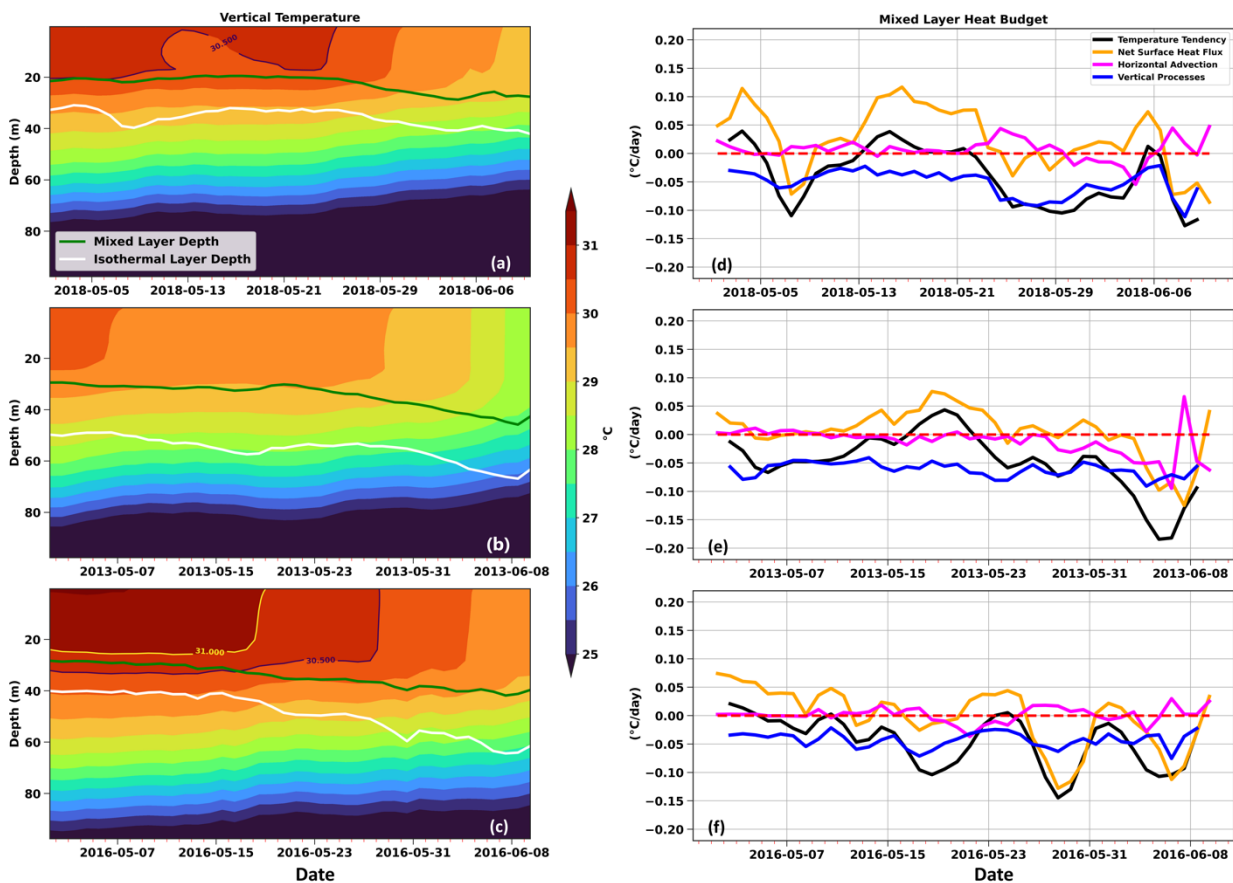 Vertical Temperature
30.500
20
40
60
80
Depth (m)
Mixed Layer Depth
Isothermal Layer Depth
(a)
2018-05-05 2018-05-13 2018-05-21 2018-05-29 2018-06-06
20
40
60
80
Depth (m)
(b)
2013-05-07 2013-05-15 2013-05-23 2013-05-31 2013-06-08
31.000
30.500
20
40
60
80
Depth (m)
(c)
2016-05-07 2016-05-15 2016-05-23 2016-05-31 2016-06-08
Date
31
30
29
28
27
26
25
°C
Mixed Layer Heat Budget
0.20
0.15
0.10
0.05
0.00
−0.05
−0.10
−0.15
−0.20
(°C/day)
Temperature Tendency
Net Surface Heat Flux
Horizontal Advection
Vertical Processes
(d)
2018-05-05 2018-05-13 2018-05-21 2018-05-29 2018-06-06
0.20
0.15
0.10
0.05
0.00
−0.05
−0.10
−0.15
−0.20
(°C/day)
(e)
2013-05-07 2013-05-15 2013-05-23 2013-05-31 2013-06-08
0.20
0.15
0.10
0.05
0.00
−0.05
−0.10
−0.15
−0.20
(°C/day)
(f)
2016-05-07 2016-05-15 2016-05-23 2016-05-31 2016-06-08
Date